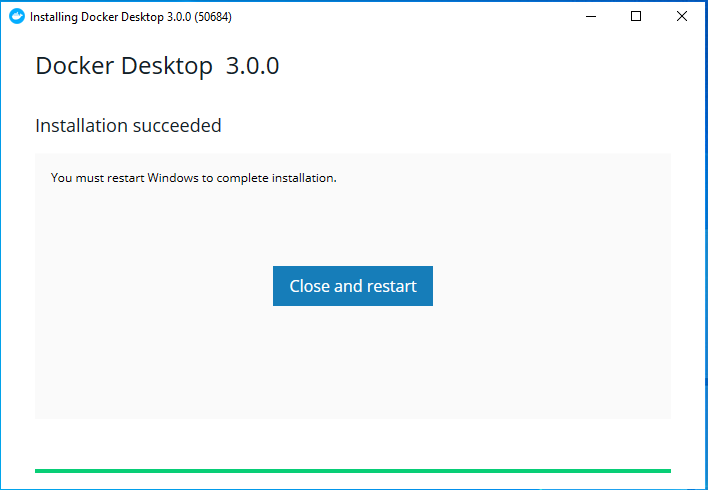 Installing Docker Desktop 3.0.0 (50684)
Docker Desktop 3.0.0
Installation succeeded
You must restart Windows to complete installation.
Close and restart